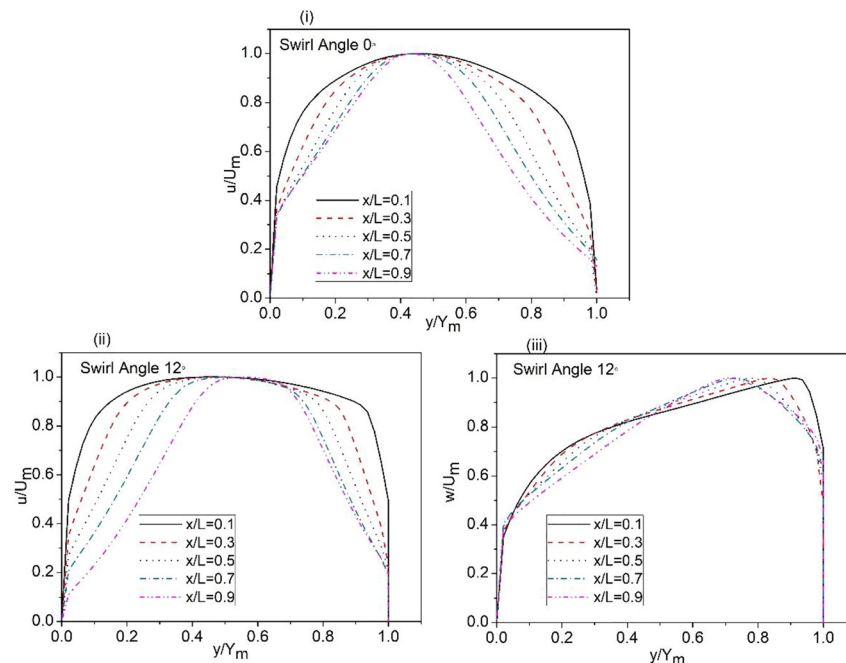 (i)
Swirl Angle 0°
1.0
0.8
0.6
0.4
0.2
0.0
u/Um
x/L=0.1
x/L=0.3
x/L=0.5
x/L=0.7
x/L=0.9
0.0 0.2 0.4 0.6 0.8 1.0
y/Ym
(ii)
Swirl Angle 12°
1.0
0.8
0.6
0.4
0.2
0.0
u/Um
x/L=0.1
x/L=0.3
x/L=0.5
x/L=0.7
x/L=0.9
0.0 0.2 0.4 0.6 0.8 1.0
y/Ym
(iii)
Swirl Angle 12°
1.0
0.8
0.6
0.4
0.2
0.0
w/Um
x/L=0.1
x/L=0.3
x/L=0.5
x/L=0.7
x/L=0.9
0.0 0.2 0.4 0.6 0.8 1.0
y/Ym